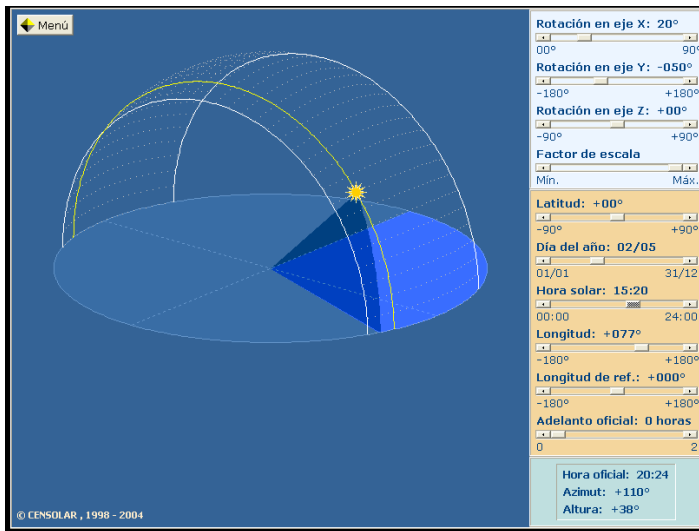 Menú
Rotación en eje X: 20°
00° 90°
Rotación en eje Y: -050°
-180° +180°
Rotación en eje Z: +00°
-90° +90°
Factor de escala
Mín. Máx.
Latitud: +00°
-90° +90°
Día del año: 02/05
01/01 31/12
Hora solar: 15:20
00:00 24:00
Longitud: +077°
-180° +180°
Longitud de ref.: +000°
-180° +180°
Adelanto oficial: 0 horas
0 2
Hora oficial: 20:24
Azimut: +110°
Altura: +38°
© CENSOLAR , 1998 - 2004